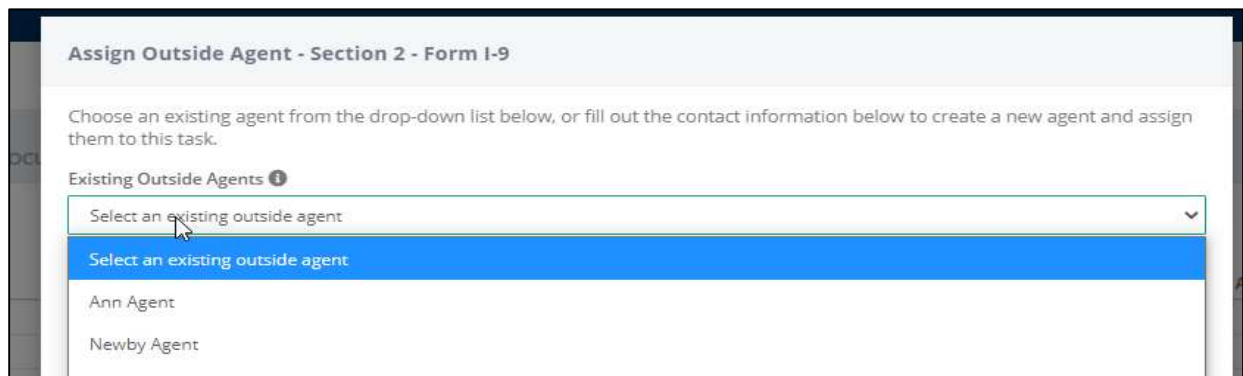 Assign Outside Agent - Section 2 - Form I-9
Choose an existing agent from the drop-down list below, or fill out the contact information below to create a new agent and assign
them to this task.
Existing Outside Agents
Select an existing outside agent
Select an existing outside agent
Ann Agent
Newby Agent